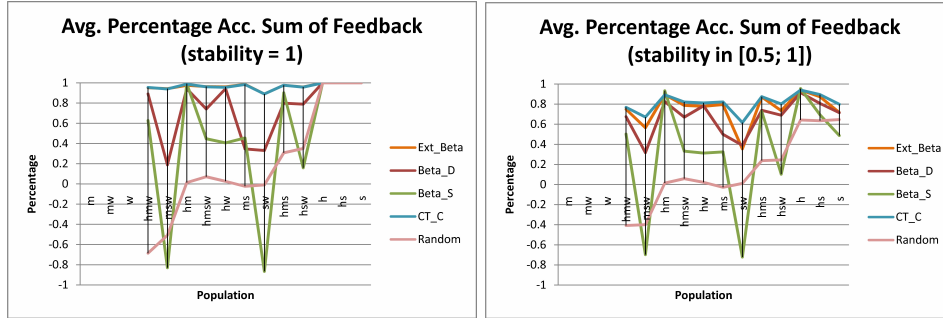 Avg. Percentage Acc. Sum of Feedback
(stability = 1)
1
0.8
0.6
0.4
0.2
0
-0.2
-0.4
-0.6
-0.8
-1
Percentage
m
mw
w
hmw
msw
hm
hmsw
hw
ms
sw
hms
hsw
h
hs
s
Population
Ext_Beta
Beta_D
Beta_S
CT_C
Random
Avg. Percentage Acc. Sum of Feedback
(stability in [0.5; 1])
1
0.8
0.6
0.4
0.2
0
-0.2
-0.4
-0.6
-0.8
-1
Percentage
m
mw
w
hmw
msw
hm
hmsw
hw
ms
sw
hms
hsw
h
hs
s
Population
Ext_Beta
Beta_D
Beta_S
CT_C
Random